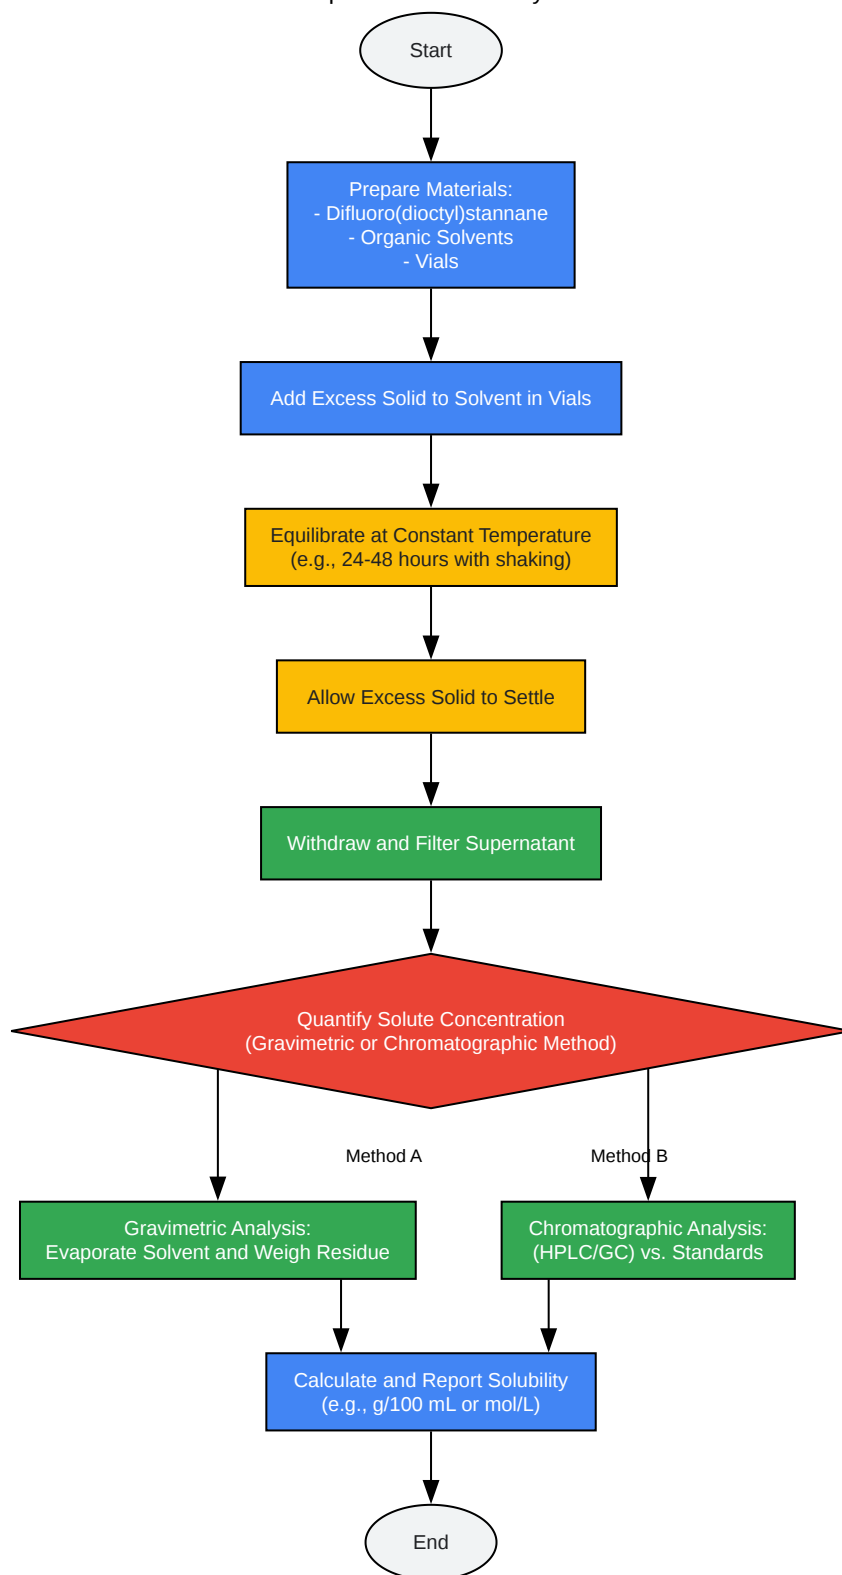 Start
Prepare Materials:
- Difluoro(dioctyl)stannane
- Organic Solvents
- Vials
Add Excess Solid to Solvent in Vials
Equilibrate at Constant Temperature
(e.g., 24-48 hours with shaking)
Allow Excess Solid to Settle
Withdraw and Filter Supernatant
Quantify Solute Concentration
(Gravimetric or Chromatographic Method)
Method A
Method B
Gravimetric Analysis:
Evaporate Solvent and Weigh Residue
Chromatographic Analysis:
(HPLC/GC) vs. Standards
Calculate and Report Solubility
(e.g., g/100 mL or mol/L)
End